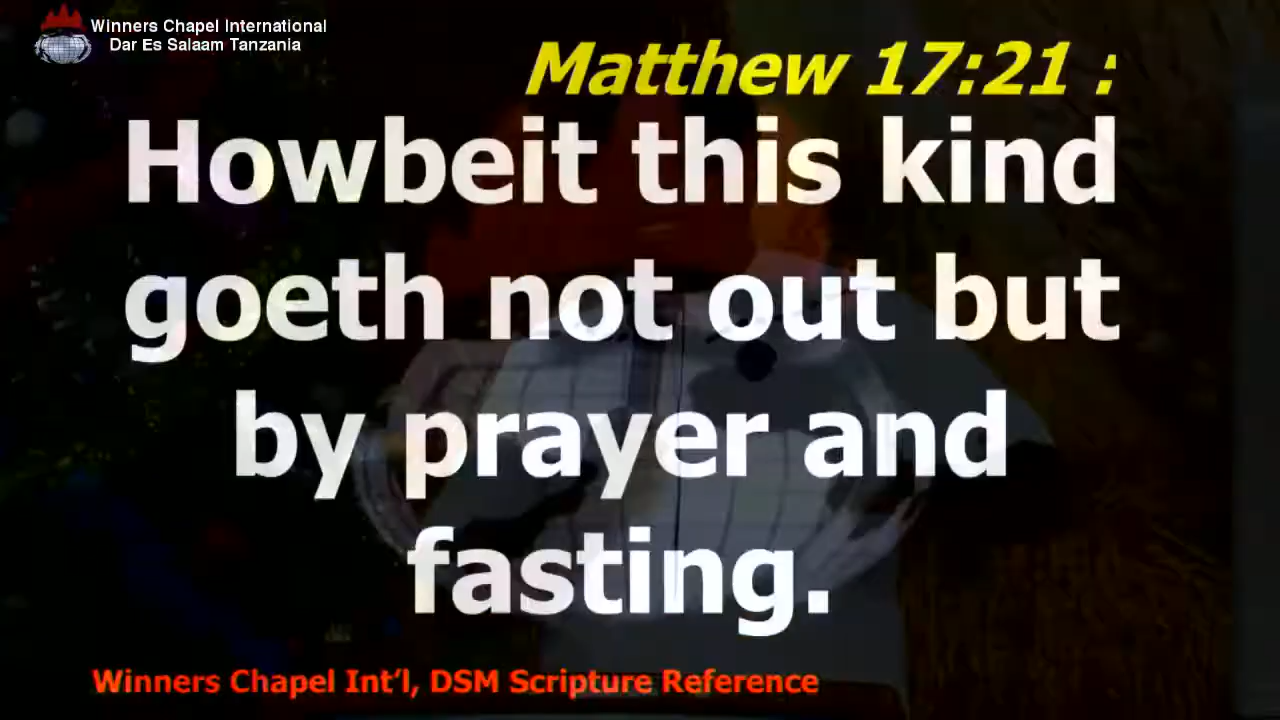 Winners Chapel International
Dar Es Salaam Tanzania
Matthew 17:21 :
Howbeit this kind
goeth not out but
by prayer and
fasting.
Winners Chapel Int’l, DSM Scripture Reference